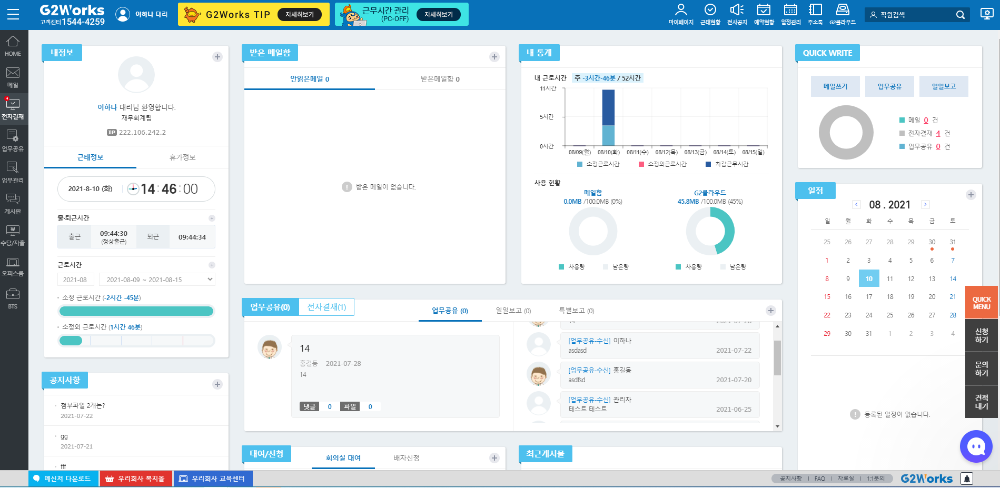 G2Works
고객센터 1544-4259
이하나 대리
G2Works TIP 자세히보기
근무시간 관리
(PC-OFF)
자세히보기
마이페이지
근태현황
전사공지
예약현황
일정관리
주소록
G2클라우드
직원검색
HOME
메일
N
전자결재
업무공유
업무관리
게시판
수당/지출
오피스룸
BTS
내정보
이하나 대리님 환영합니다.
재무회계팀
IP 222.106.242.2
근태정보
휴가정보
2021-8-10 (화) 14:46:00
출·퇴근시간
출근
09:44:30
(정상출근)
퇴근
09:44:34
근로시간
2021-08
2021-08-09 ~ 2021-08-15
소정 근로시간 (-2시간 -45분)
소정외 근로시간 (1시간 46분)
공지사항
첨부파일 2개는?
2021-07-22
gg
2021-07-21
fff
받은 메일함
안읽은메일 0
받은메일함 0
받은 메일이 없습니다.
내 통계
내 근로시간 주 -3시간-46분 / 52시간
11시간
5시간
0시간
08/09(월) 08/10(화) 08/11(수) 08/12(목) 08/13(금) 08/14(토) 08/15(일)
소정근로시간 소정외근로시간 차감근무시간
사용 현황
메일함
0.0MB /100.0MB (0%)
사용량 남은량
G2클라우드
45.8MB /100.0MB (45%)
사용량 남은량
QUICK WRITE
메일쓰기 업무공유 일일보고
메일 0 건
전자결재 4 건
업무공유 0 건
일정
08 . 2021
일 월 화 수 목 금 토
25 26 27 28 29 30 31
1 2 3 4 5 6 7
8 9 10 11 12 13 14
15 16 17 18 19 20 21
22 23 24 25 26 27 28
29 30 31 1 2 3 4
등록된 일정이 없습니다.
업무공유(0)
전자결재(1)
업무공유 (0)
일일보고 (0)
특별보고 (0)
14
홍길동 2021-07-28
14
댓글 0 파일 0
14 2021-07-28
[업무공유-수신] 이하나
asdasd 2021-07-22
[업무공유-수신] 홍길동
asdfsd 2021-07-20
[업무공유-수신] 관리자
테스트 테스트 2021-06-25
대여/신청
회의실 대여
배차신청
최근게시물
QUICK
MENU
신청
하기
문의
하기
견적
내기
메신저 다운로드
우리회사 복지몰
우리회사 교육센터
공지사항 | FAQ | 자료실 | 1:1문의
G2Works